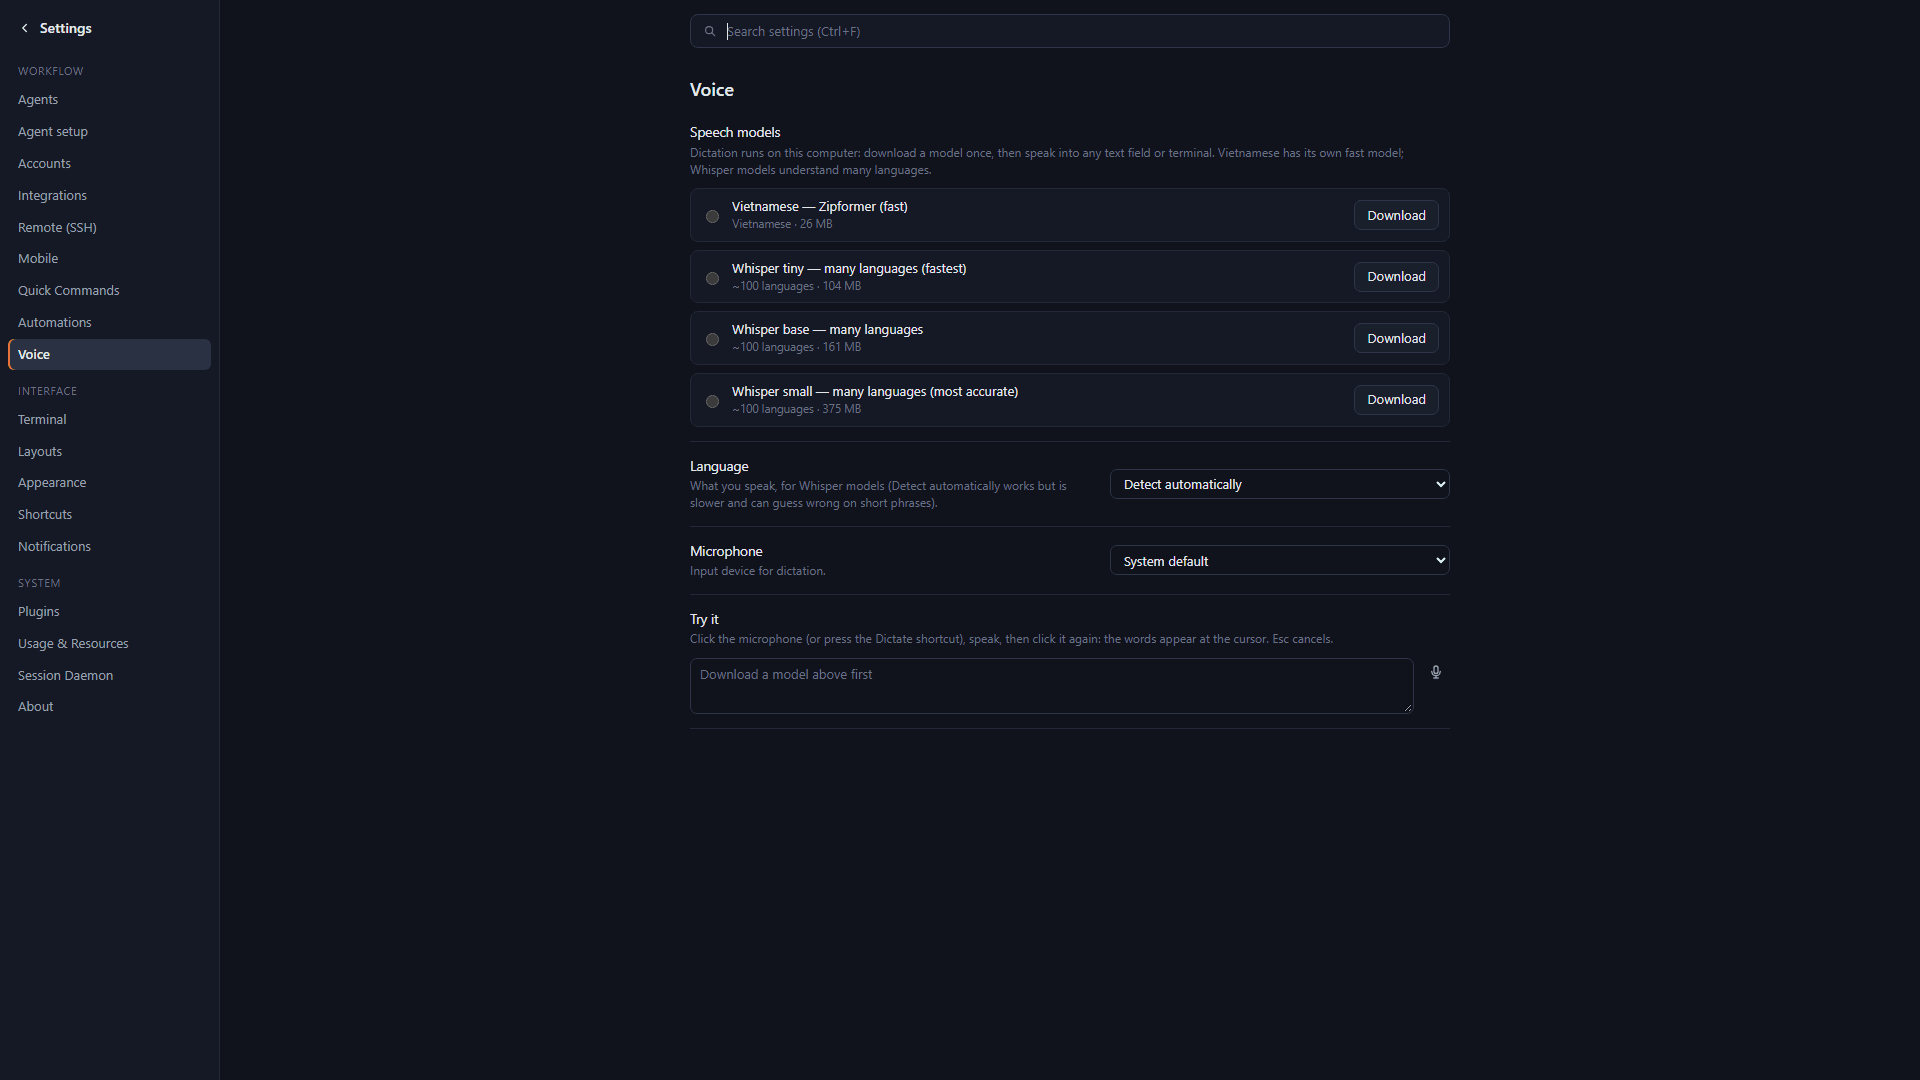 Settings
WORKFLOW
Agents
Agent setup
Accounts
Integrations
Remote (SSH)
Mobile
Quick Commands
Automations
Voice
INTERFACE
Terminal
Layouts
Appearance
Shortcuts
Notifications
SYSTEM
Plugins
Usage & Resources
Session Daemon
About
Search settings (Ctrl+F)
Voice
Speech models
Dictation runs on this computer: download a model once, then speak into any text field or terminal. Vietnamese has its own fast model;
Whisper models understand many languages.
Vietnamese — Zipformer (fast)
Vietnamese · 26 MB
Download
Whisper tiny — many languages (fastest)
~100 languages · 104 MB
Download
Whisper base — many languages
~100 languages · 161 MB
Download
Whisper small — many languages (most accurate)
~100 languages · 375 MB
Download
Language
What you speak, for Whisper models (Detect automatically works but is
slower and can guess wrong on short phrases).
Detect automatically
Microphone
Input device for dictation.
System default
Try it
Click the microphone (or press the Dictate shortcut), speak, then click it again: the words appear at the cursor. Esc cancels.
Download a model above first